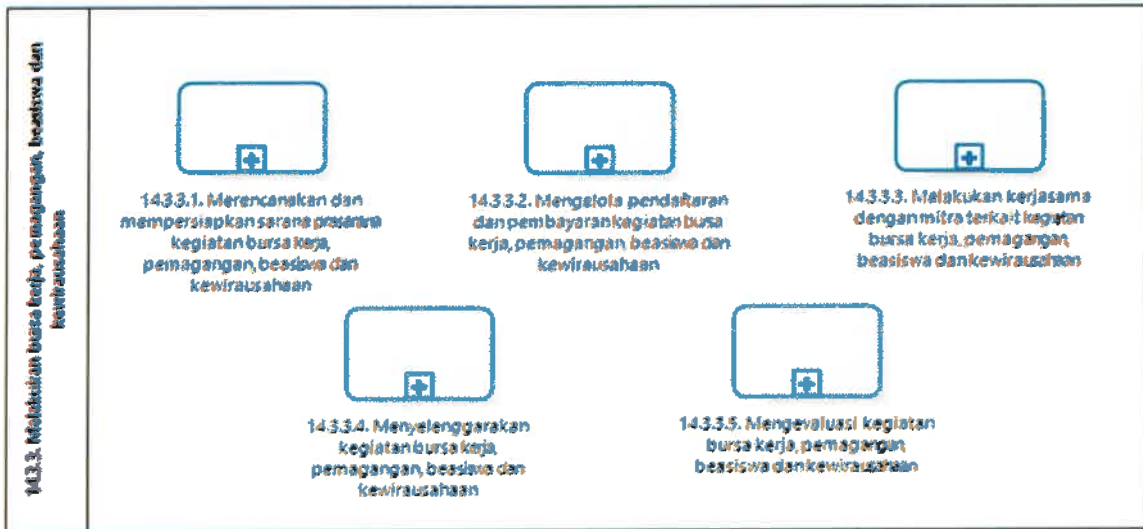 14.3.3. Melakukan bursa kerja, pemagangan, beasiswa dan
kewirausahaan
14.3.3.1. Merencanakan dan
mempersiapkan sarana prasarana
kegiatan bursa kerja,
pemagangan, beasiswa dan
kewirausahaan
14.3.3.2. Mengelola pendaftaran
dan pembayaran kegiatan bursa
kerja, pemagangan, beasiswa dan
kewirausahaan
14.3.3.3. Melakukan kerjasama
dengan mitra terkait kegiatan
bursa kerja, pemagangan,
beasiswa dan kewirausahaan
14.3.3.4. Menyelenggarakan
kegiatan bursa kerja,
pemagangan, beasiswa dan
kewirausahaan
14.3.3.5. Mengevaluasi kegiatan
bursa kerja, pemagangan,
beasiswa dan kewirausahaan